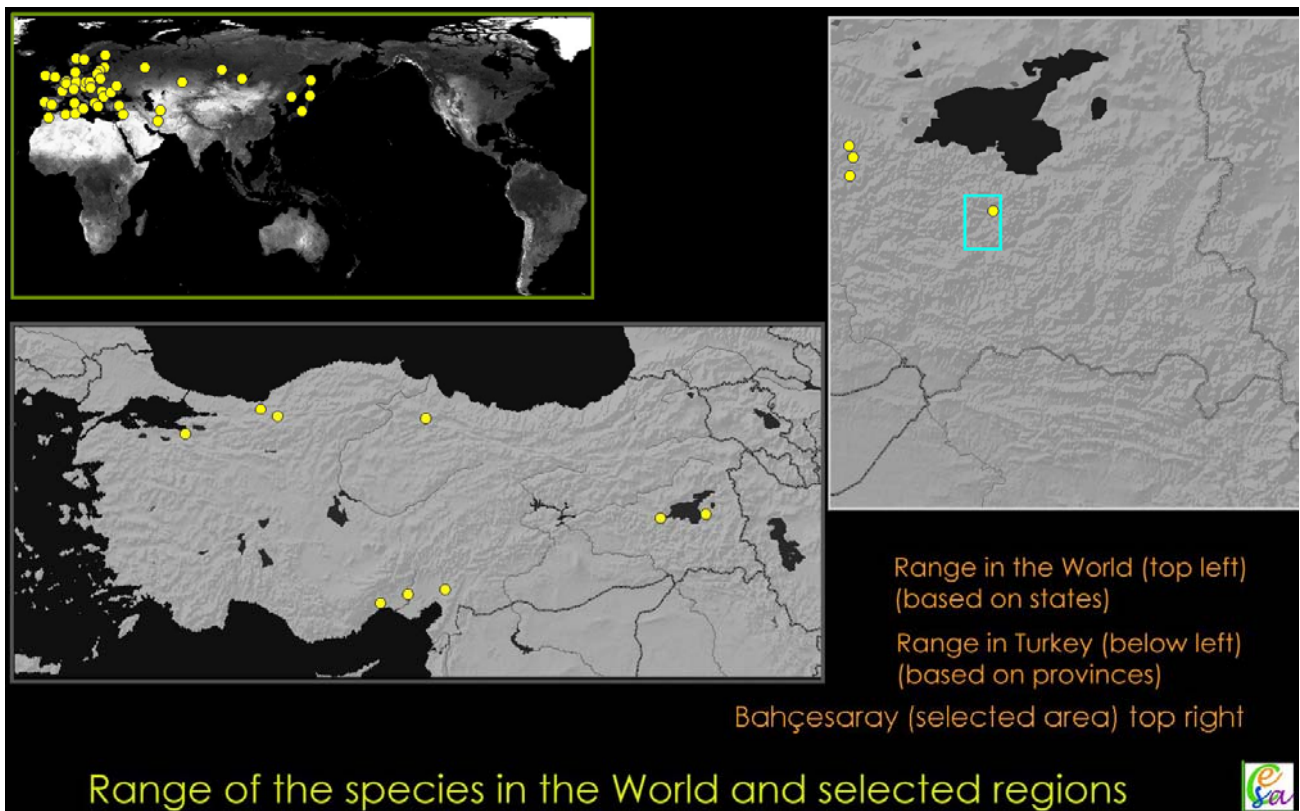 Range in the World (top left)
(based on states)
Range in Turkey (below left)
(based on provinces)
Bahçesaray (selected area) top right
Range of the species in the World and selected regions
esa